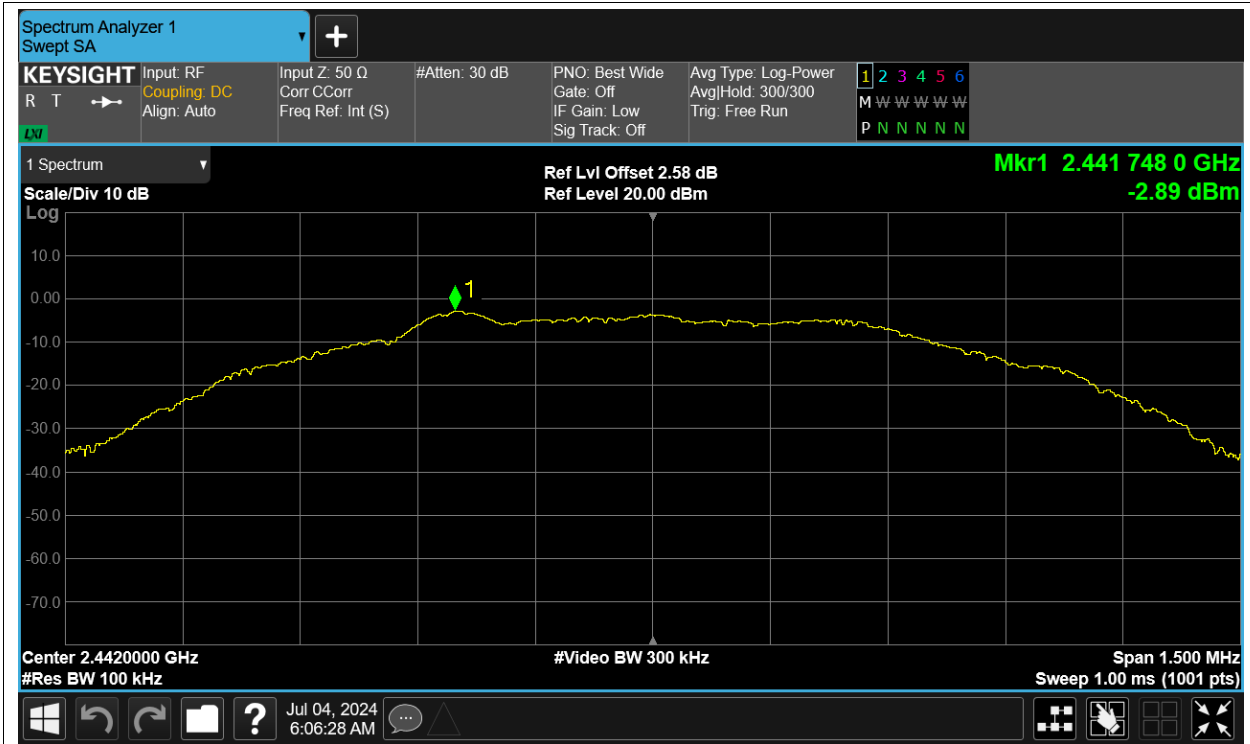 Spectrum Analyzer 1
Swept SA
KEYSIGHT
R T
LXI
Input: RF
Coupling: DC
Align: Auto
Input Z: 50 Ω
Corr CCorr
Freq Ref: Int (S)
#Atten: 30 dB
PNO: Best Wide
Gate: Off
IF Gain: Low
Sig Track: Off
Avg Type: Log-Power
Avg|Hold: 300/300
Trig: Free Run
1 2 3 4 5 6
M W W W W W
P N N N N N
1 Spectrum
Scale/Div 10 dB
Log
Ref Lvl Offset 2.58 dB
Ref Level 20.00 dBm
Mkr1 2.441 748 0 GHz
-2.89 dBm
1
10.0
0.00
-10.0
-20.0
-30.0
-40.0
-50.0
-60.0
-70.0
Center 2.4420000 GHz
#Video BW 300 kHz
Span 1.500 MHz
#Res BW 100 kHz
Sweep 1.00 ms (1001 pts)
?
Jul 04, 2024
6:06:28 AM